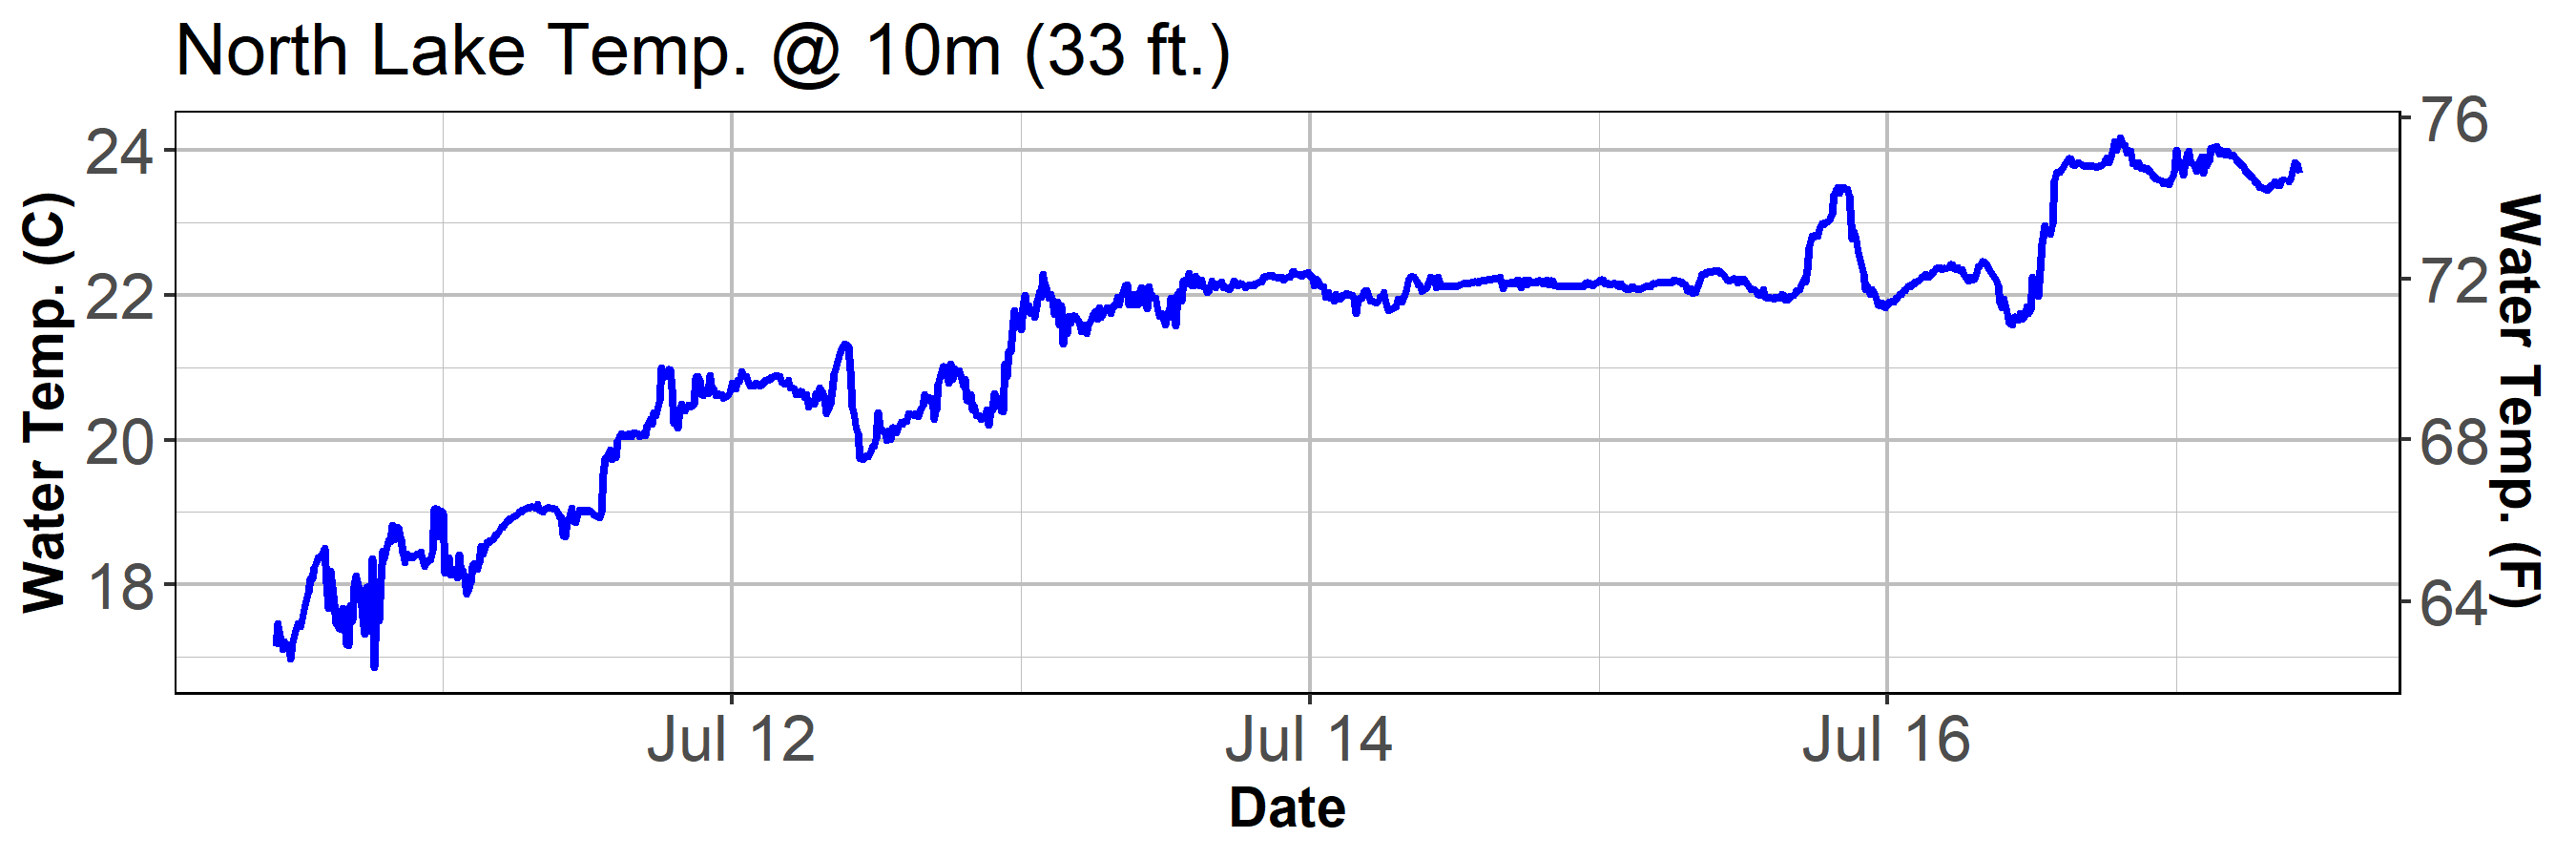 North Lake Temp. @ 10m (33 ft.)
Water Temp. (C)
24
22
20
18
76
72
68
64
Water Temp. (F)
Jul 12
Jul 14
Jul 16
Date